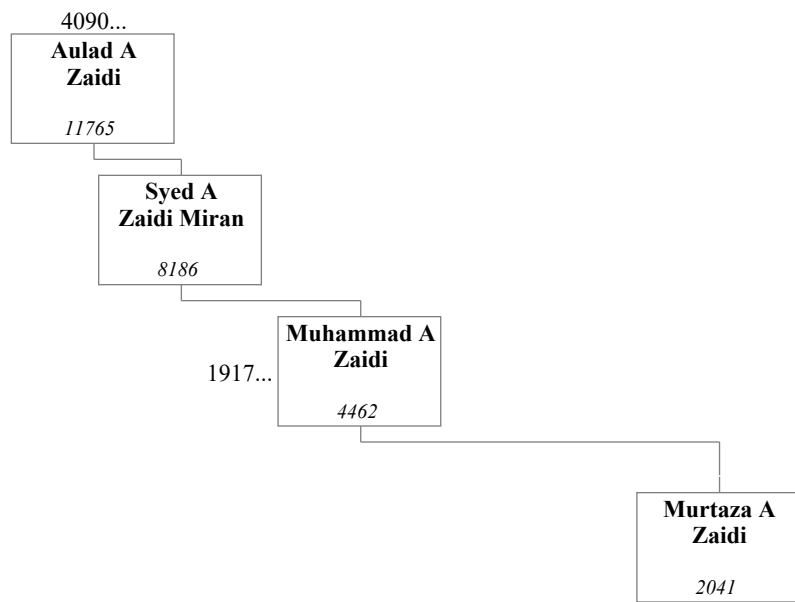 4090...
Aulad A
Zaidi
11765
Syed A
Zaidi Miran
8186
Muhammad A
Zaidi
1917...
4462
Murtaza A
Zaidi
2041